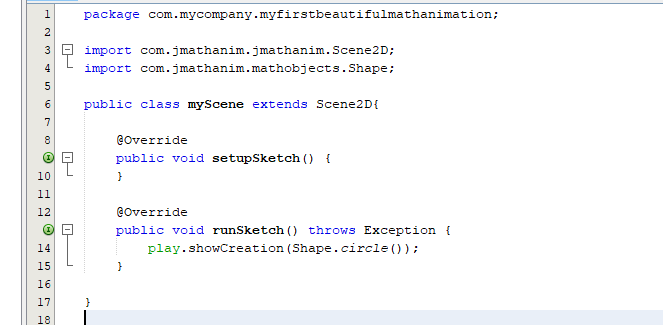 1 package com.mycompany.myfirstbeautifulmathanimation;
2
3 import com.jmathanim.jmathanim.Scene2D;
4 import com.jmathanim.mathobjects.Shape;
5
6 public class myScene extends Scene2D{
7
8 @Override
public void setupSketch() {
10 }
11
12 @Override
public void runSketch() throws Exception {
14 play.showCreation(Shape.circle());
15 }
16
17 }
18